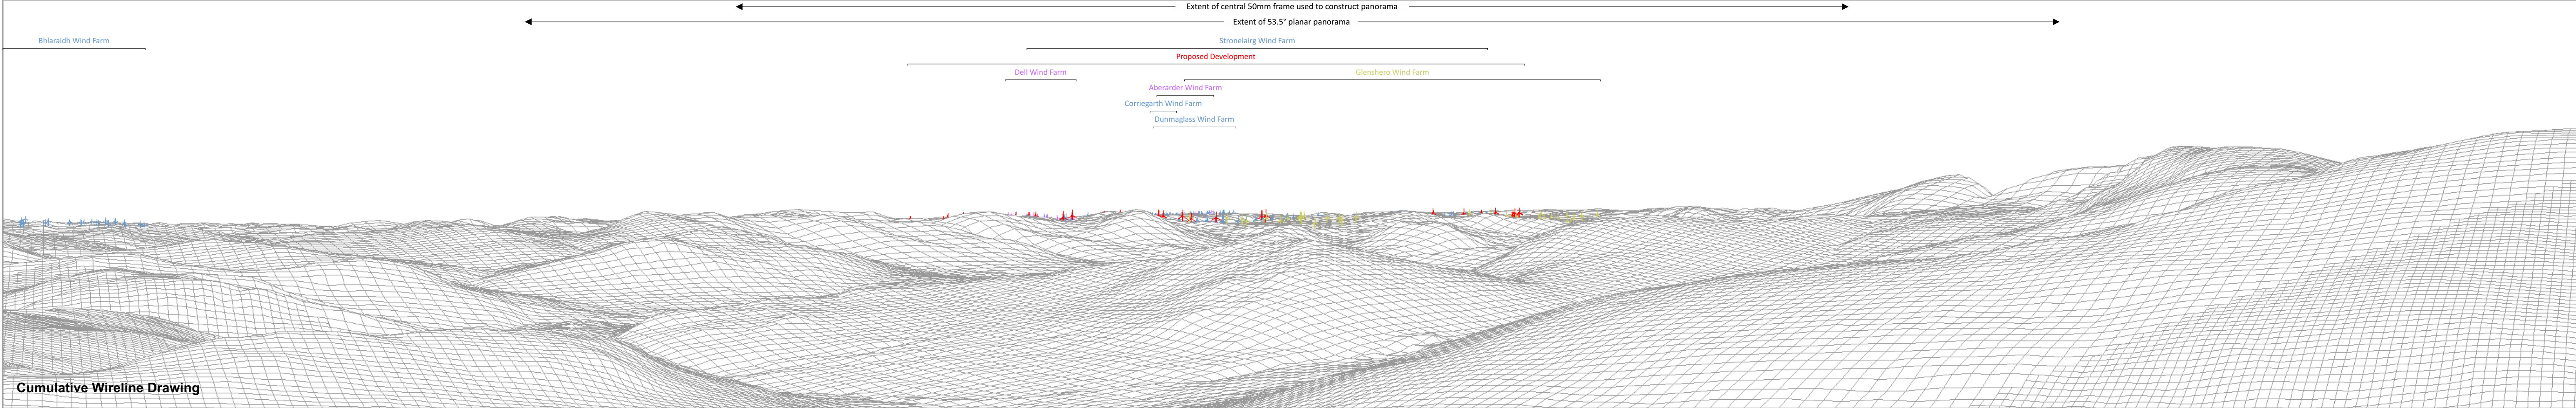 Extent of central 50mm frame used to construct panorama
Extent of 53.5° planar panorama
Bhlaraidh Wind Farm
Stronelairg Wind Farm
Proposed Development
Dell Wind Farm
Glenshero Wind Farm
Aberarder Wind Farm
Corriegarth Wind Farm
Dunmaglass Wind Farm
Cumulative Wireline Drawing